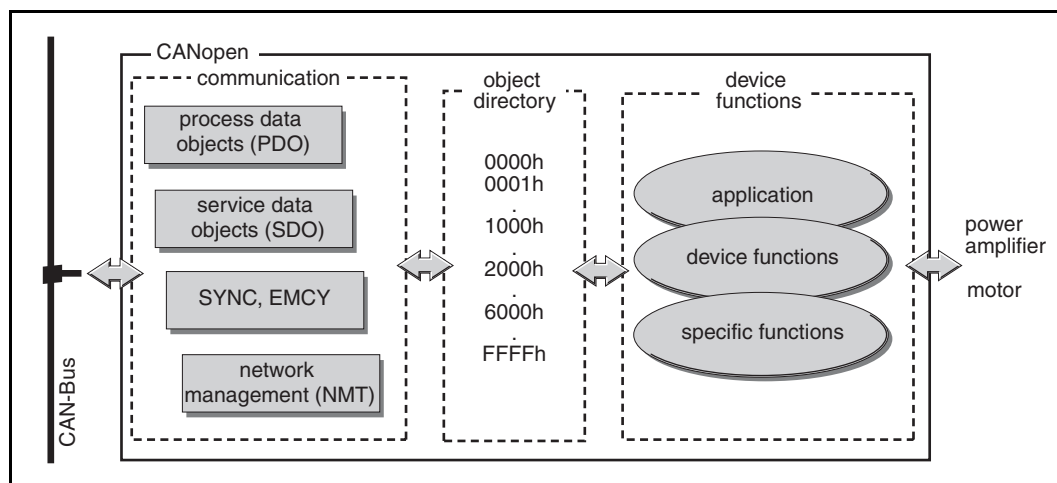 CANopen
communication
process data
objects (PDO)
service data
objects (SDO)
SYNC, EMCY
network
management (NMT)
object
directory
0000h
0001h
.
1000h
.
2000h
.
6000h
.
FFFFh
device
functions
application
device functions
specific functions
power
amplifier
motor
CAN-Bus